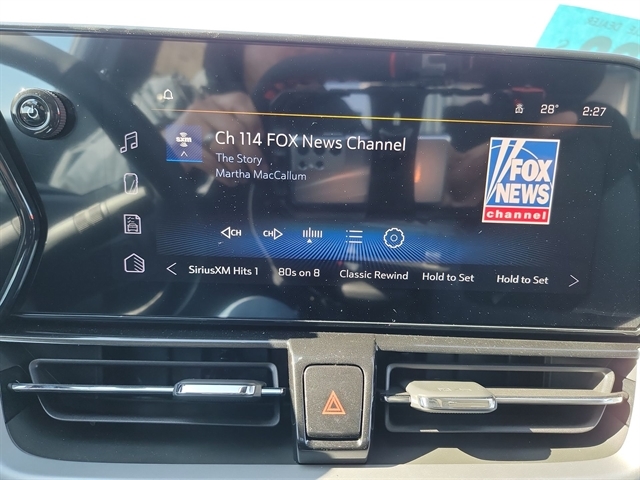 28° 2:27
SXM
Ch 114 FOX News Channel
The Story
Martha MacCallum
FOX
NEWS
channel
CH CH
SiriusXM Hits 1 80s on 8 Classic Rewind Hold to Set Hold to Set